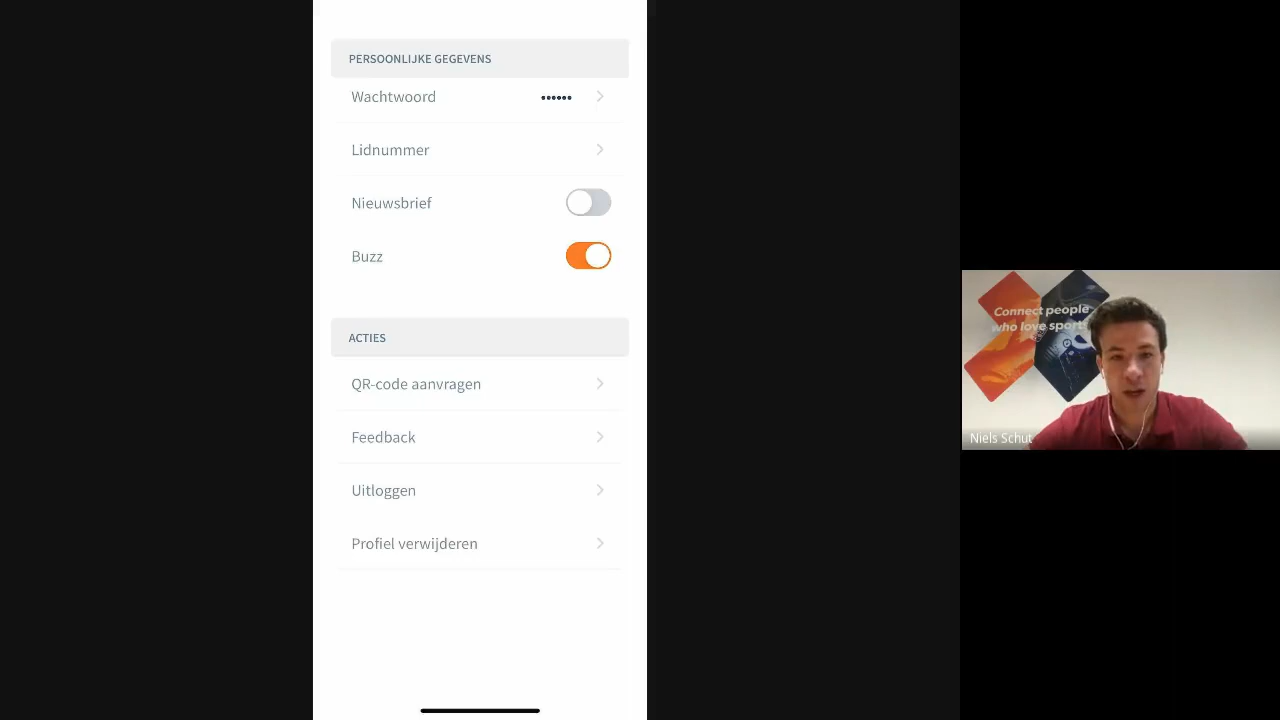 PERSOONLIJKE GEGEVENS
Wachtwoord ••••••
Lidnummer
Nieuwsbrief
Buzz
ACTIES
QR-code aanvragen
Feedback
Uitloggen
Profiel verwijderen
Connect people
who love sport
Niels Schut